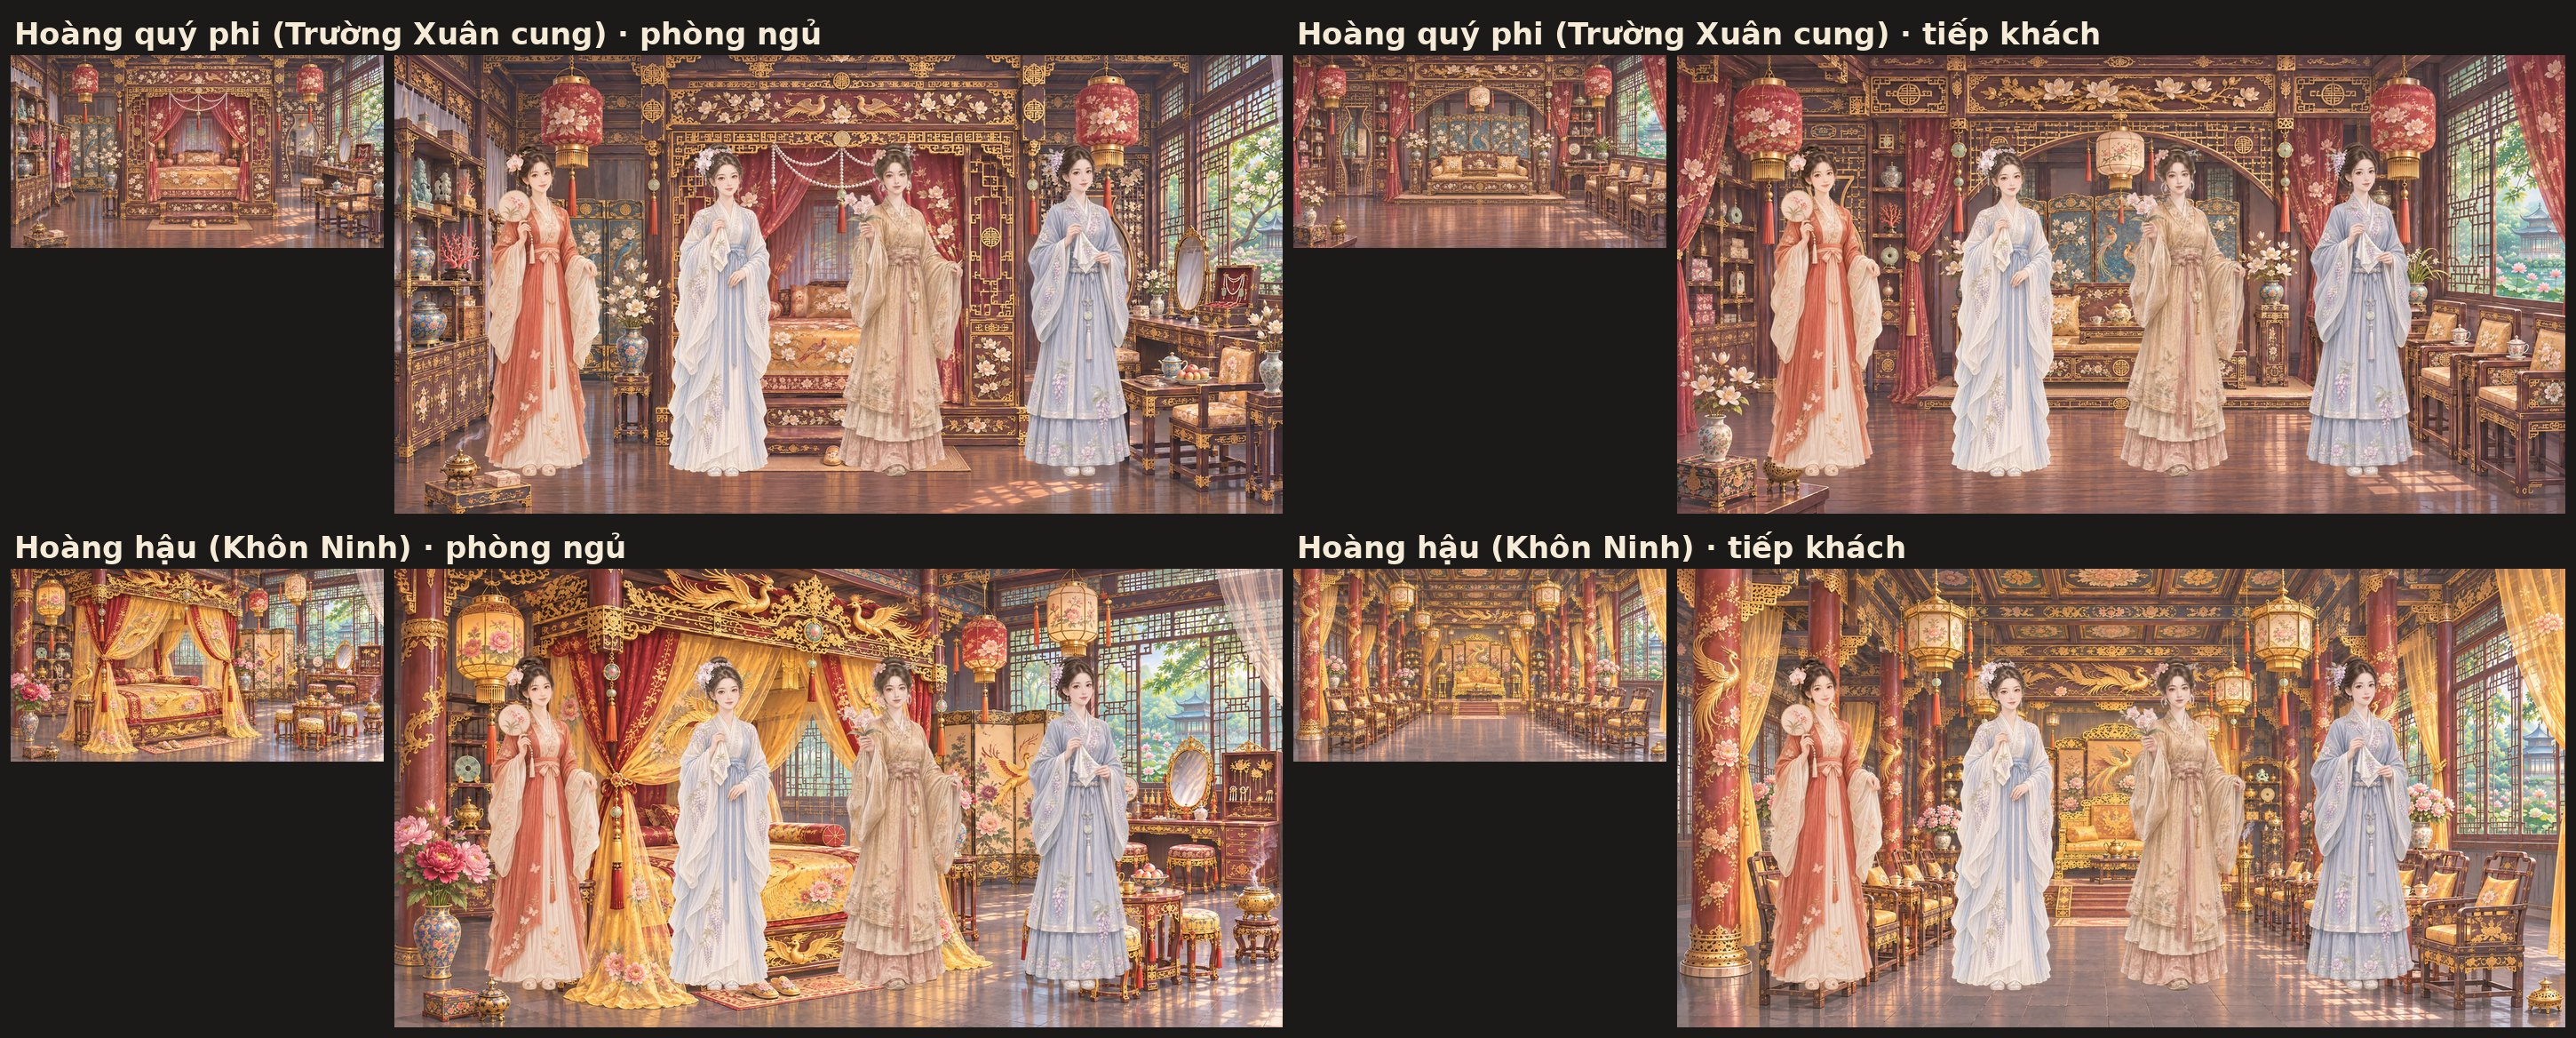 Hoàng quý phi (Trường Xuân cung) · phòng ngủ
Hoàng quý phi (Trường Xuân cung) · tiếp khách
Hoàng hậu (Khôn Ninh) · phòng ngủ
Hoàng hậu (Khôn Ninh) · tiếp khách